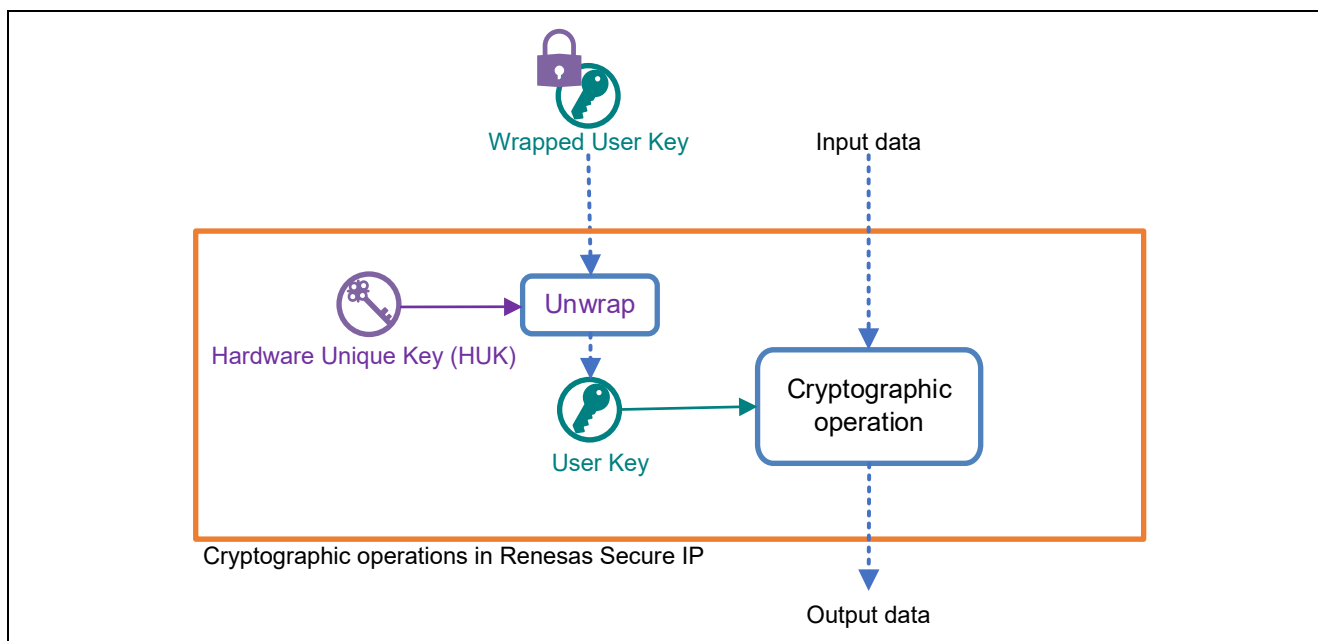 Wrapped User Key
Input data
Unwrap
Hardware Unique Key (HUK)
Cryptographic
operation
User Key
Cryptographic operations in Renesas Secure IP
Output data